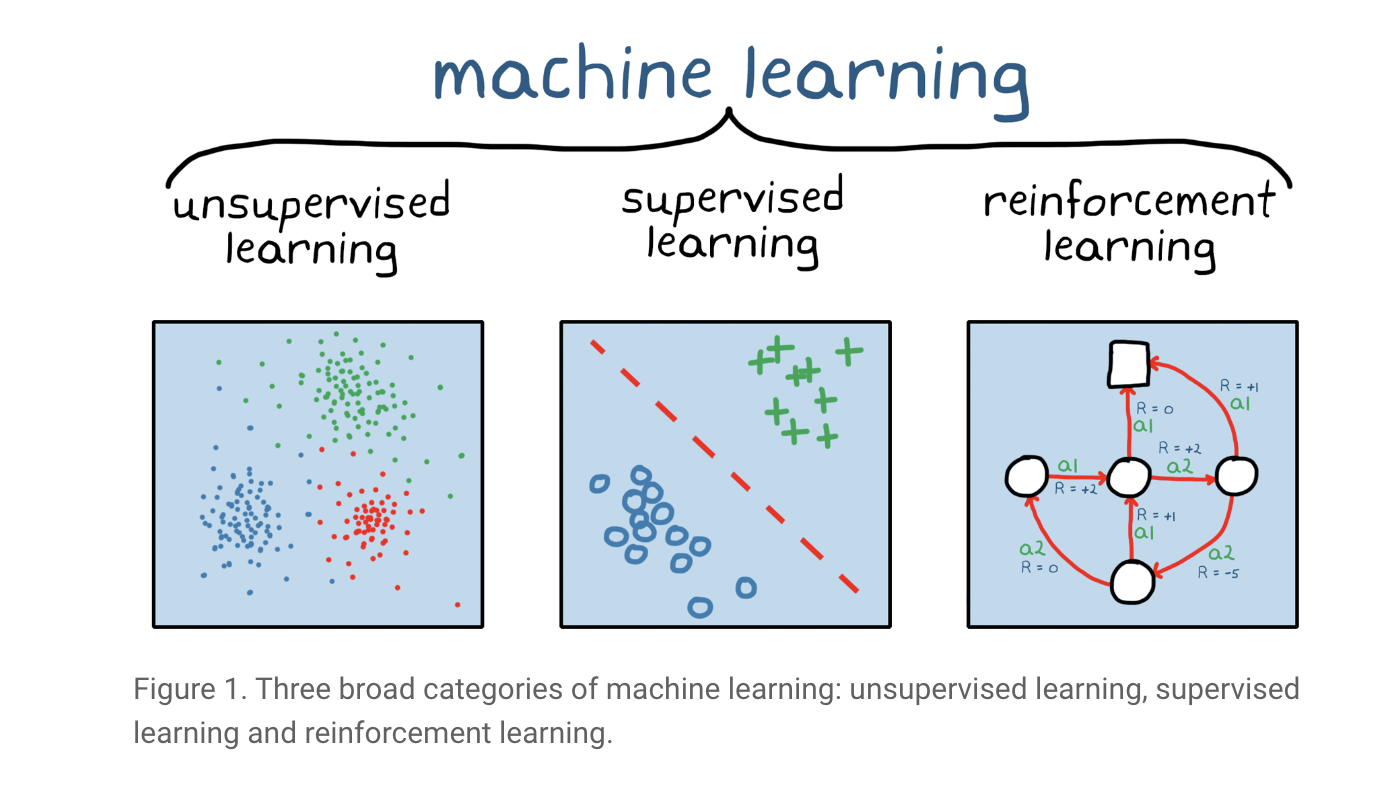 machine learning
unsupervised
learning
supervised
learning
reinforcement
learning
R = +1
a1
R = 0
a1
R = +2
a2
a1
R = +2
R = +1
a1
a2
R = 0
a2
R = -5
Figure 1. Three broad categories of machine learning: unsupervised learning, supervised
learning and reinforcement learning.